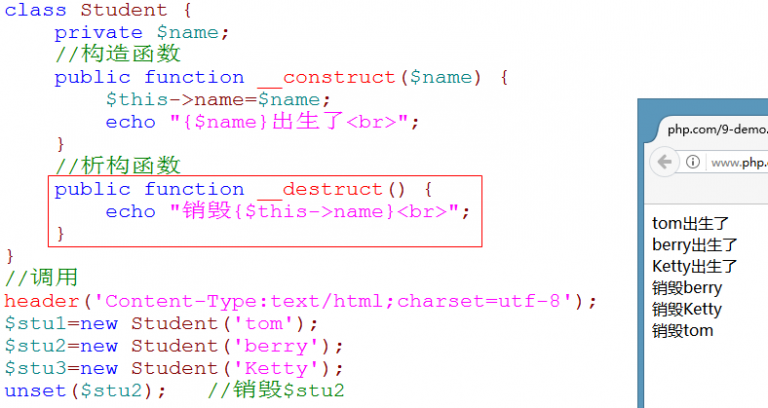 class Student {
    private $name;
    //构造函数
    public function __construct($name) {
        $this->name=$name;
        echo "{$name}出生了<br>";
    }
    //析构函数
    public function __destruct() {
        echo "销毁{$this->name}<br>";
    }
}
//调用
header('Content-Type:text/html;charset=utf-8');
$stu1=new Student('tom');
$stu2=new Student('berry');
$stu3=new Student('Ketty');
unset($stu2);   //销毁$stu2
php.com/9-demo.
www.php.
tom出生了
berry出生了
Ketty出生了
销毁berry
销毁Ketty
销毁tom